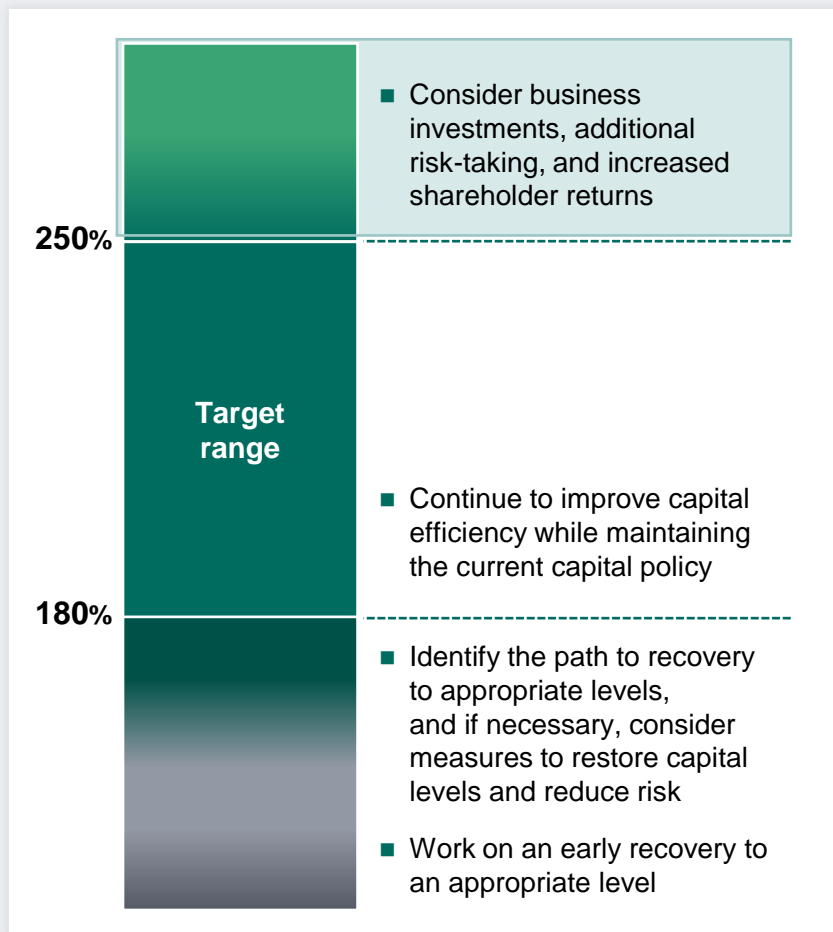 ■ Consider business
investments, additional
risk-taking, and increased
shareholder returns
250%
Target
range
■ Continue to improve capital
efficiency while maintaining
the current capital policy
180%
■ Identify the path to recovery
to appropriate levels,
and if necessary, consider
measures to restore capital
levels and reduce risk
■ Work on an early recovery to
an appropriate level